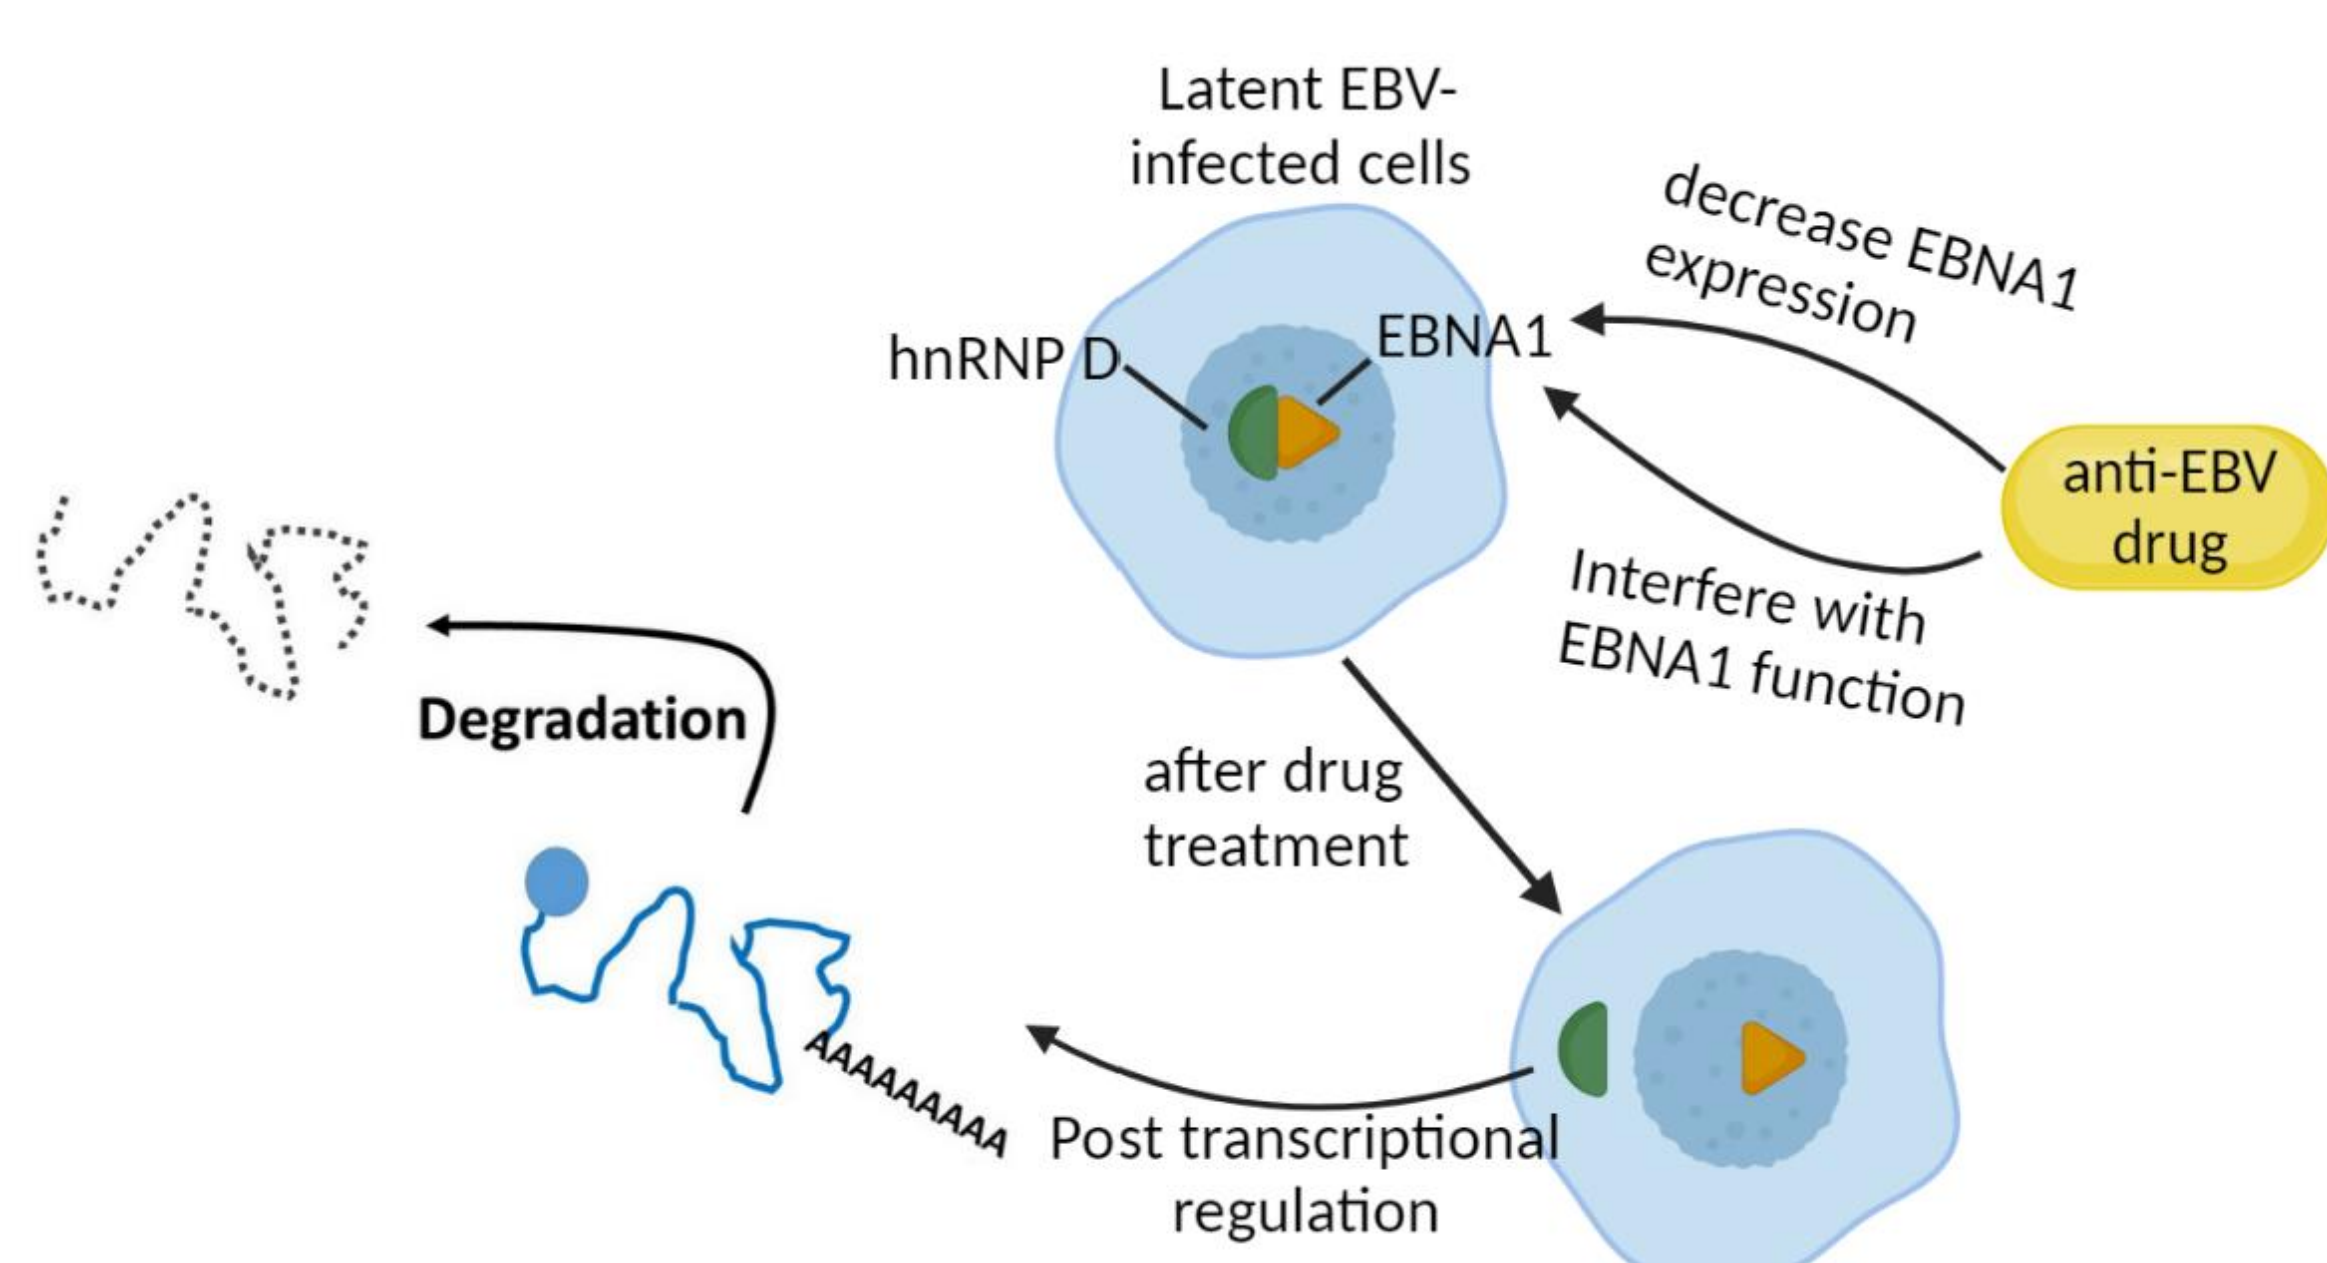 Latent EBV-
infected cells
decrease EBNA1
expression
hnRNP D
EBNA1
anti-EBV
drug
Interfere with
EBNA1 function
Degradation
after drug
treatment
AAAAAAAAA
Post transcriptional
regulation